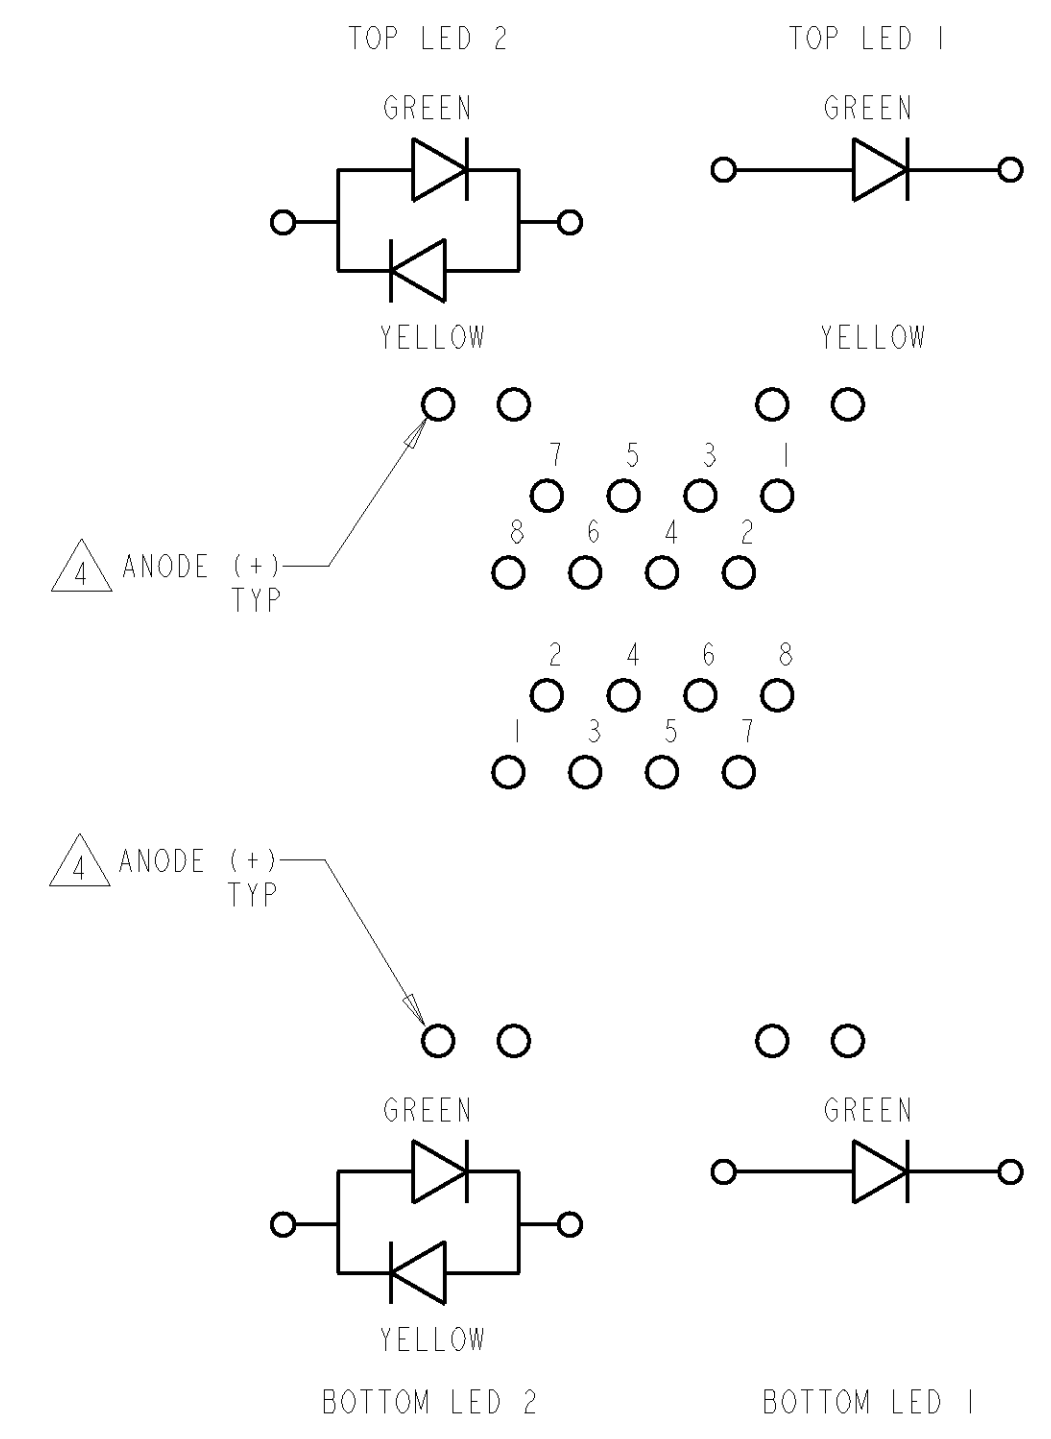 TOP LED 2
TOP LED 1
GREEN
GREEN
YELLOW
YELLOW
7 5 3 1
8 6 4 2
4 ANODE (+)
TYP
2 4 6 8
1 3 5 7
4 ANODE (+)
TYP
GREEN
GREEN
YELLOW
BOTTOM LED 2
BOTTOM LED 1